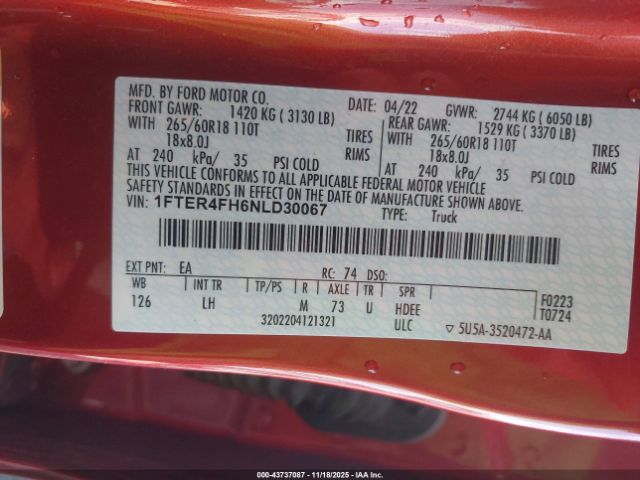 MFD. BY FORD MOTOR CO. DATE: 04/22 GVWR: 2744 KG ( 6050 LB)
FRONT GAWR: 1420 KG ( 3130 LB) REAR GAWR: 1529 KG ( 3370 LB)
WITH 265/60R18 110T TIRES WITH 265/60R18 110T TIRES
18x8.0J RIMS 18x8.0J RIMS
AT 240 kPa/ 35 PSI COLD AT 240 kPa/ 35 PSI COLD
THIS VEHICLE CONFORMS TO ALL APPLICABLE FEDERAL MOTOR VEHICLE
SAFETY STANDARDS IN EFFECT ON THE DATE OF MANUFACTURE SHOWN ABOVE.
VIN: 1FTER4FH6NLD30067 TYPE: Truck
EXT PNT: EA RC: 74 DSO:
WB INT TR TP/PS R AXLE TR SPR F0223
126 LH M 73 U HDEE T0724
3202204121321 ULC ▽ 5U5A-3520472-AA
000-43737087 - 11/18/2025 - IAAI, Corp.